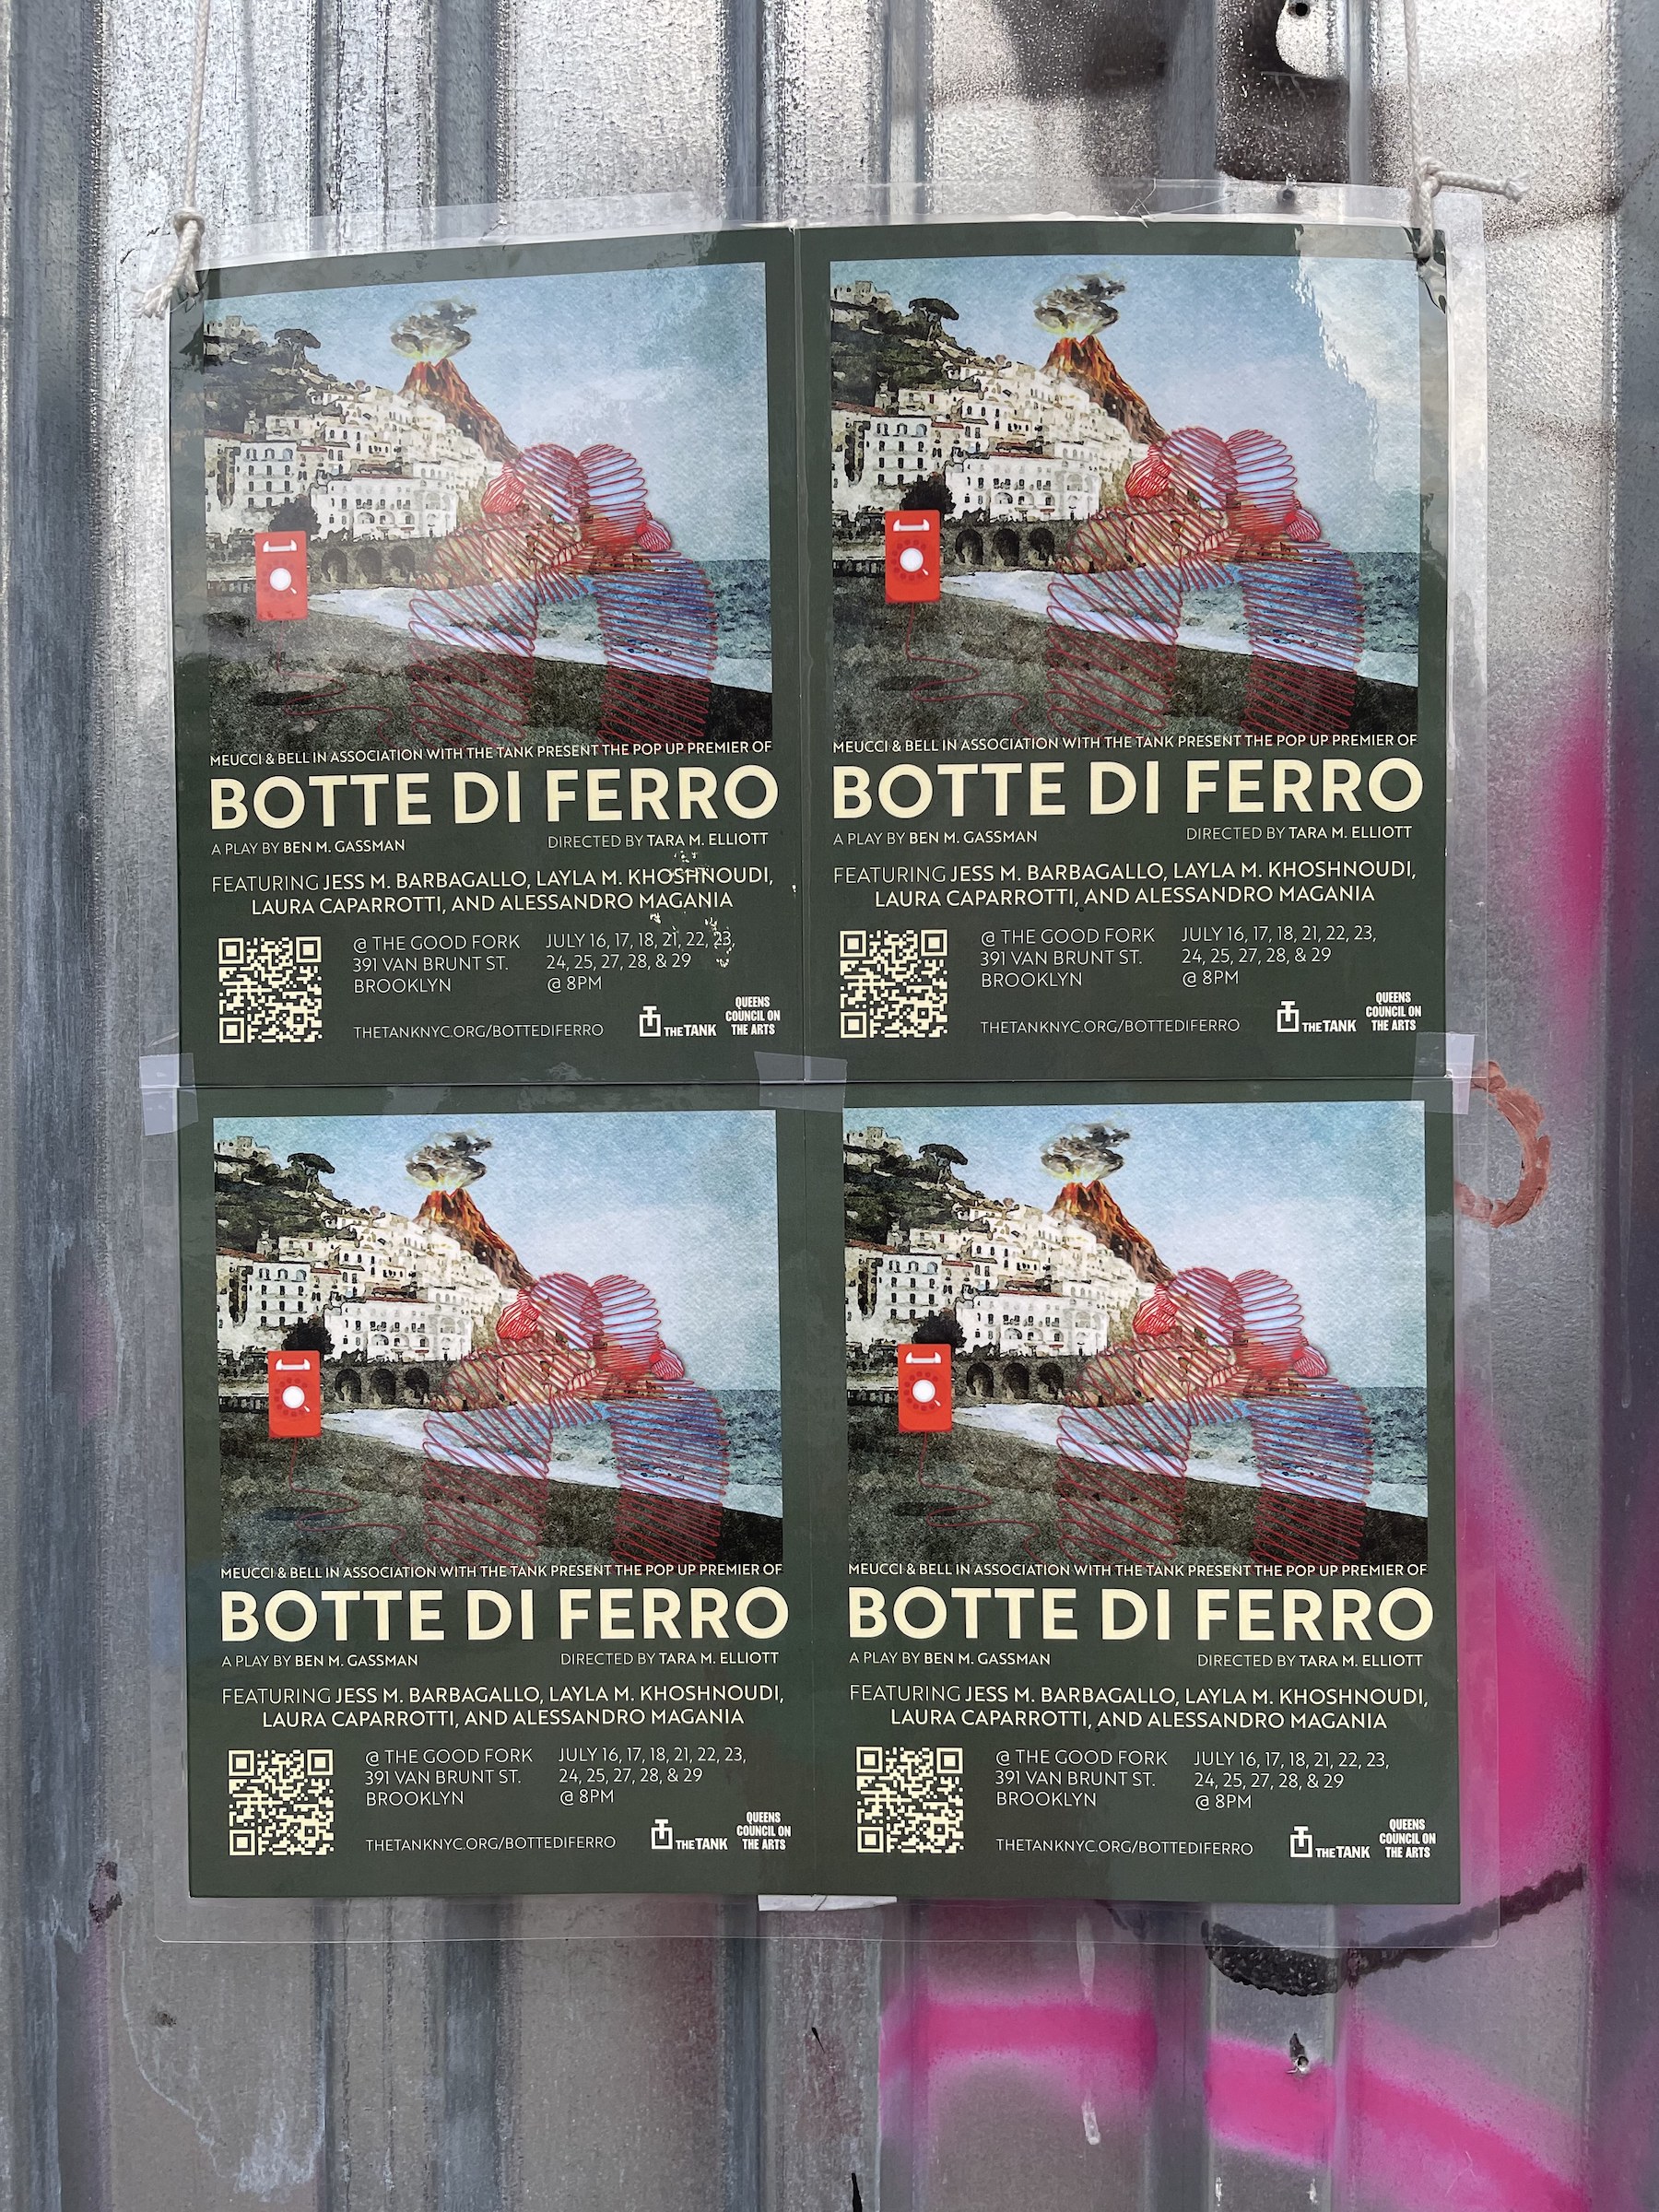 MEUCCI & BELL IN ASSOCIATION WITH THE TANK PRESENT THE POP UP PREMIER OF
BOTTE DI FERRO
A PLAY BY BEN M. GASSMAN
DIRECTED BY TARA M. ELLIOTT
FEATURING JESS M. BARBAGALLO, LAYLA M. KHOSHNOUDI,
LAURA CAPARROTTI, AND ALESSANDRO MAGANIA
@ THE GOOD FORK
391 VAN BRUNT ST.
BROOKLYN
JULY 16, 17, 18, 21, 22, 23,
24, 25, 27, 28, & 29
@ 8PM
THETANKNYC.ORG/BOTTEDIFERRO
THE TANK
QUEENS
COUNCIL ON
THE ARTS
MEUCCI & BELL IN ASSOCIATION WITH THE TANK PRESENT THE POP UP PREMIER OF
BOTTE DI FERRO
A PLAY BY BEN M. GASSMAN
DIRECTED BY TARA M. ELLIOTT
FEATURING JESS M. BARBAGALLO, LAYLA M. KHOSHNOUDI,
LAURA CAPARROTTI, AND ALESSANDRO MAGANIA
@ THE GOOD FORK
391 VAN BRUNT ST.
BROOKLYN
JULY 16, 17, 18, 21, 22, 23,
24, 25, 27, 28, & 29
@ 8PM
THETANKNYC.ORG/BOTTEDIFERRO
THE TANK
QUEENS
COUNCIL ON
THE ARTS
MEUCCI & BELL IN ASSOCIATION WITH THE TANK PRESENT THE POP UP PREMIER OF
BOTTE DI FERRO
A PLAY BY BEN M. GASSMAN
DIRECTED BY TARA M. ELLIOTT
FEATURING JESS M. BARBAGALLO, LAYLA M. KHOSHNOUDI,
LAURA CAPARROTTI, AND ALESSANDRO MAGANIA
@ THE GOOD FORK
391 VAN BRUNT ST.
BROOKLYN
JULY 16, 17, 18, 21, 22, 23,
24, 25, 27, 28, & 29
@ 8PM
THETANKNYC.ORG/BOTTEDIFERRO
THE TANK
QUEENS
COUNCIL ON
THE ARTS
MEUCCI & BELL IN ASSOCIATION WITH THE TANK PRESENT THE POP UP PREMIER OF
BOTTE DI FERRO
A PLAY BY BEN M. GASSMAN
DIRECTED BY TARA M. ELLIOTT
FEATURING JESS M. BARBAGALLO, LAYLA M. KHOSHNOUDI,
LAURA CAPARROTTI, AND ALESSANDRO MAGANIA
@ THE GOOD FORK
391 VAN BRUNT ST.
BROOKLYN
JULY 16, 17, 18, 21, 22, 23,
24, 25, 27, 28, & 29
@ 8PM
THETANKNYC.ORG/BOTTEDIFERRO
THE TANK
QUEENS
COUNCIL ON
THE ARTS